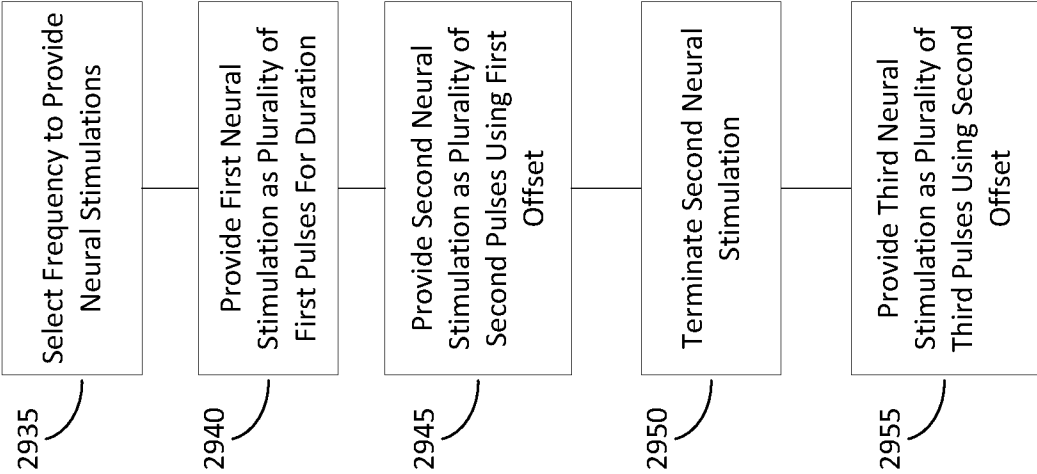 2935
Select Frequency to Provide
Neural Stimulations
2940
Provide First Neural
Stimulation as Plurality of
First Pulses For Duration
2945
Provide Second Neural
Stimulation as Plurality of
Second Pulses Using First
Offset
2950
Terminate Second Neural
Stimulation
2955
Provide Third Neural
Stimulation as Plurality of
Third Pulses Using Second
Offset